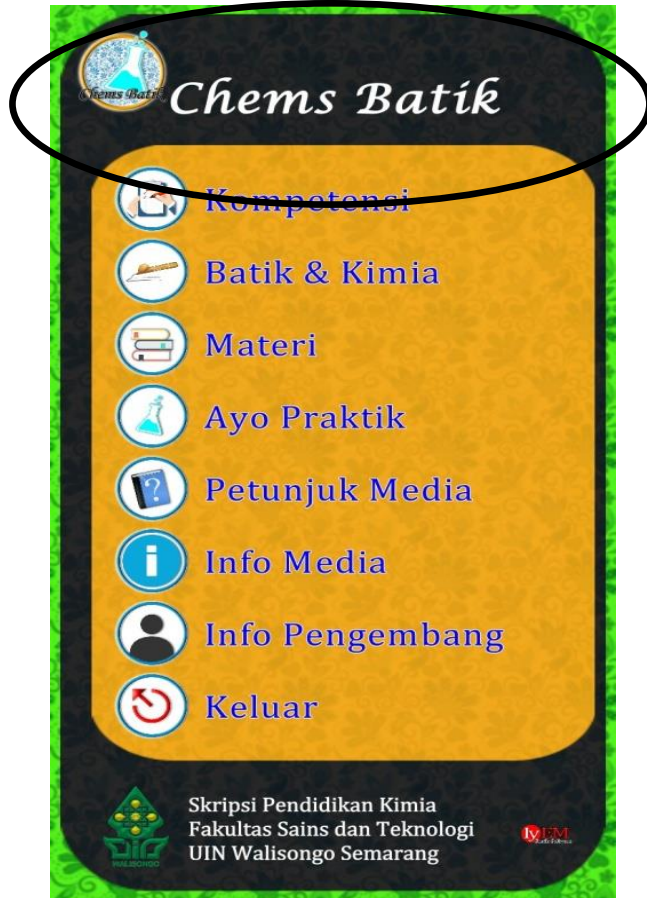 Chems Batik
Chems Batik
Kompetensi
Batik & Kimia
Materi
Ayo Praktik
Petunjuk Media
Info Media
Info Pengembang
Keluar
Skripsi Pendidikan Kimia
Fakultas Sains dan Teknologi
UIN Walisongo Semarang
WALISONGO